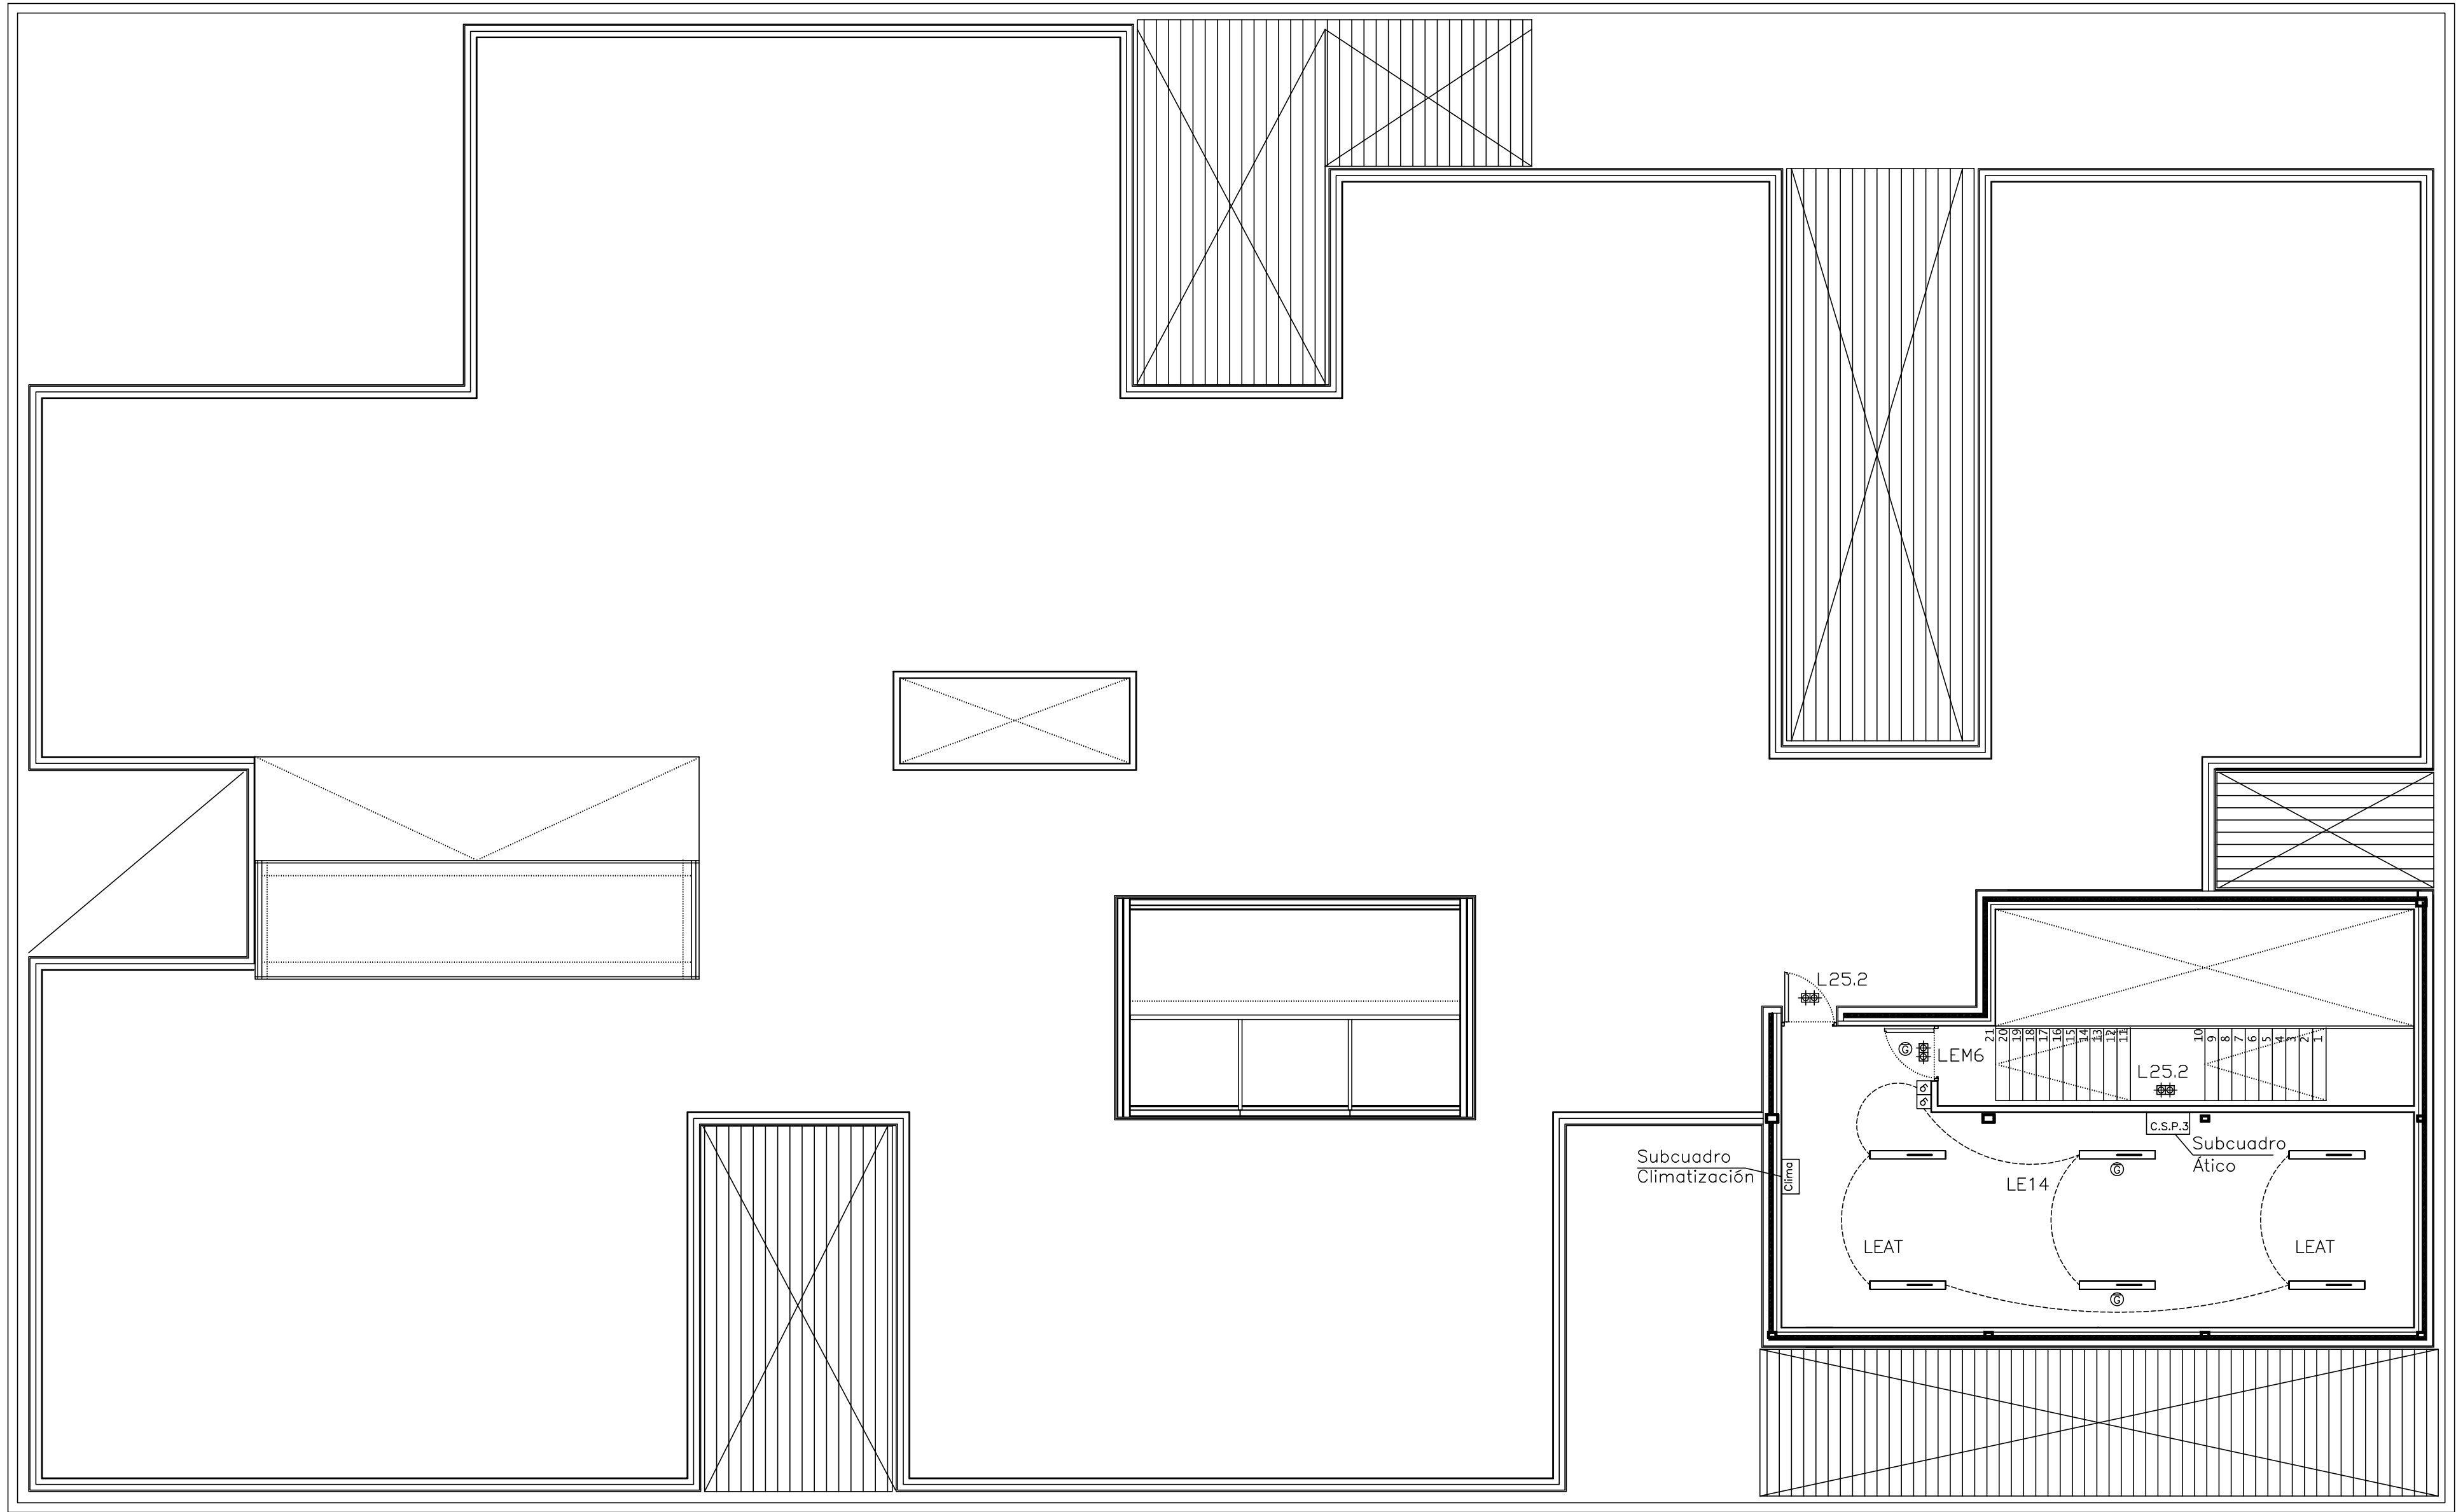 L25.2
LEM6
G
21
20
19
18
17
16
15
14
13
12
11
10
9
8
7
6
5
4
3
2
1
L25.2
C.S.P.3
Subcuadro
Ático
Subcuadro
Climatización
Clima
G
LE14
LEAT
LEAT
G